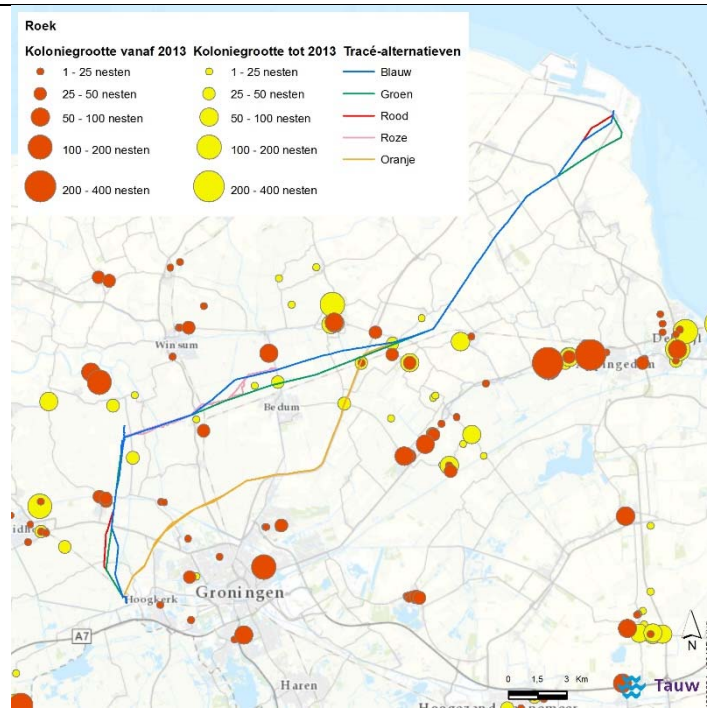 Roek
Koloniegrootte vanaf 2013 Koloniegrootte tot 2013 Tracé-alternatieven
1 - 25 nesten 1 - 25 nesten Blauw
25 - 50 nesten 25 - 50 nesten Groen
50 - 100 nesten 50 - 100 nesten Rood
100 - 200 nesten 100 - 200 nesten Roze
Oranje
200 - 400 nesten 200 - 400 nesten
Winsum
Bedum
Hoogkerk
Groningen
A7
N
Haren
0 1,5 3 Km
Tauw